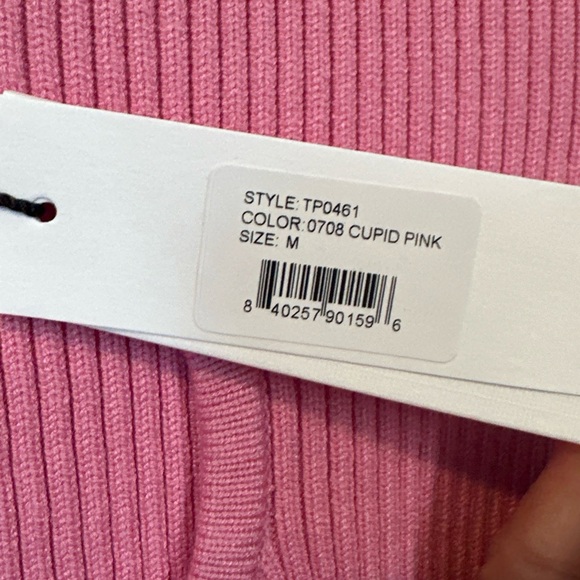 STYLE: TP0461
COLOR: 0708 CUPID PINK
SIZE: M
8 40257 90159 6